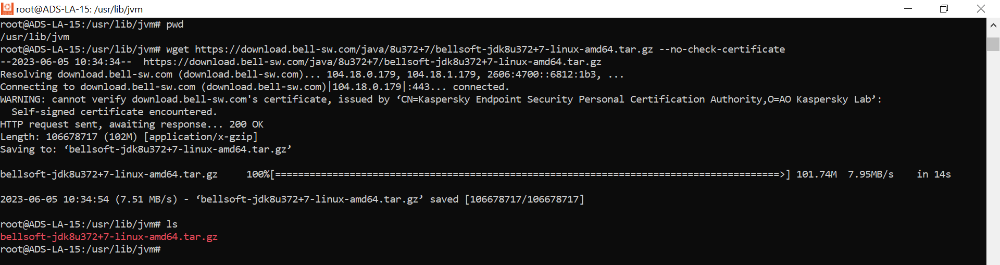 root@ADS-LA-15: /usr/lib/jvm
root@ADS-LA-15:/usr/lib/jvm# pwd
/usr/lib/jvm
root@ADS-LA-15:/usr/lib/jvm# wget https://download.bell-sw.com/java/8u372+7/bellsoft-jdk8u372+7-linux-amd64.tar.gz --no-check-certificate
--2023-06-05 10:34:34--  https://download.bell-sw.com/java/8u372+7/bellsoft-jdk8u372+7-linux-amd64.tar.gz
Resolving download.bell-sw.com (download.bell-sw.com)... 104.18.0.179, 104.18.1.179, 2606:4700::6812:1b3, ...
Connecting to download.bell-sw.com (download.bell-sw.com)|104.18.0.179|:443... connected.
WARNING: cannot verify download.bell-sw.com's certificate, issued by ‘CN=Kaspersky Endpoint Security Personal Certification Authority,O=AO Kaspersky Lab’:
  Self-signed certificate encountered.
HTTP request sent, awaiting response... 200 OK
Length: 106678717 (102M) [application/x-gzip]
Saving to: ‘bellsoft-jdk8u372+7-linux-amd64.tar.gz’
bellsoft-jdk8u372+7-linux-amd64.tar.gz     100%[========================================================================================>] 101.74M  7.95MB/s    in 14s
2023-06-05 10:34:54 (7.51 MB/s) - ‘bellsoft-jdk8u372+7-linux-amd64.tar.gz’ saved [106678717/106678717]
root@ADS-LA-15:/usr/lib/jvm# ls
bellsoft-jdk8u372+7-linux-amd64.tar.gz
root@ADS-LA-15:/usr/lib/jvm#